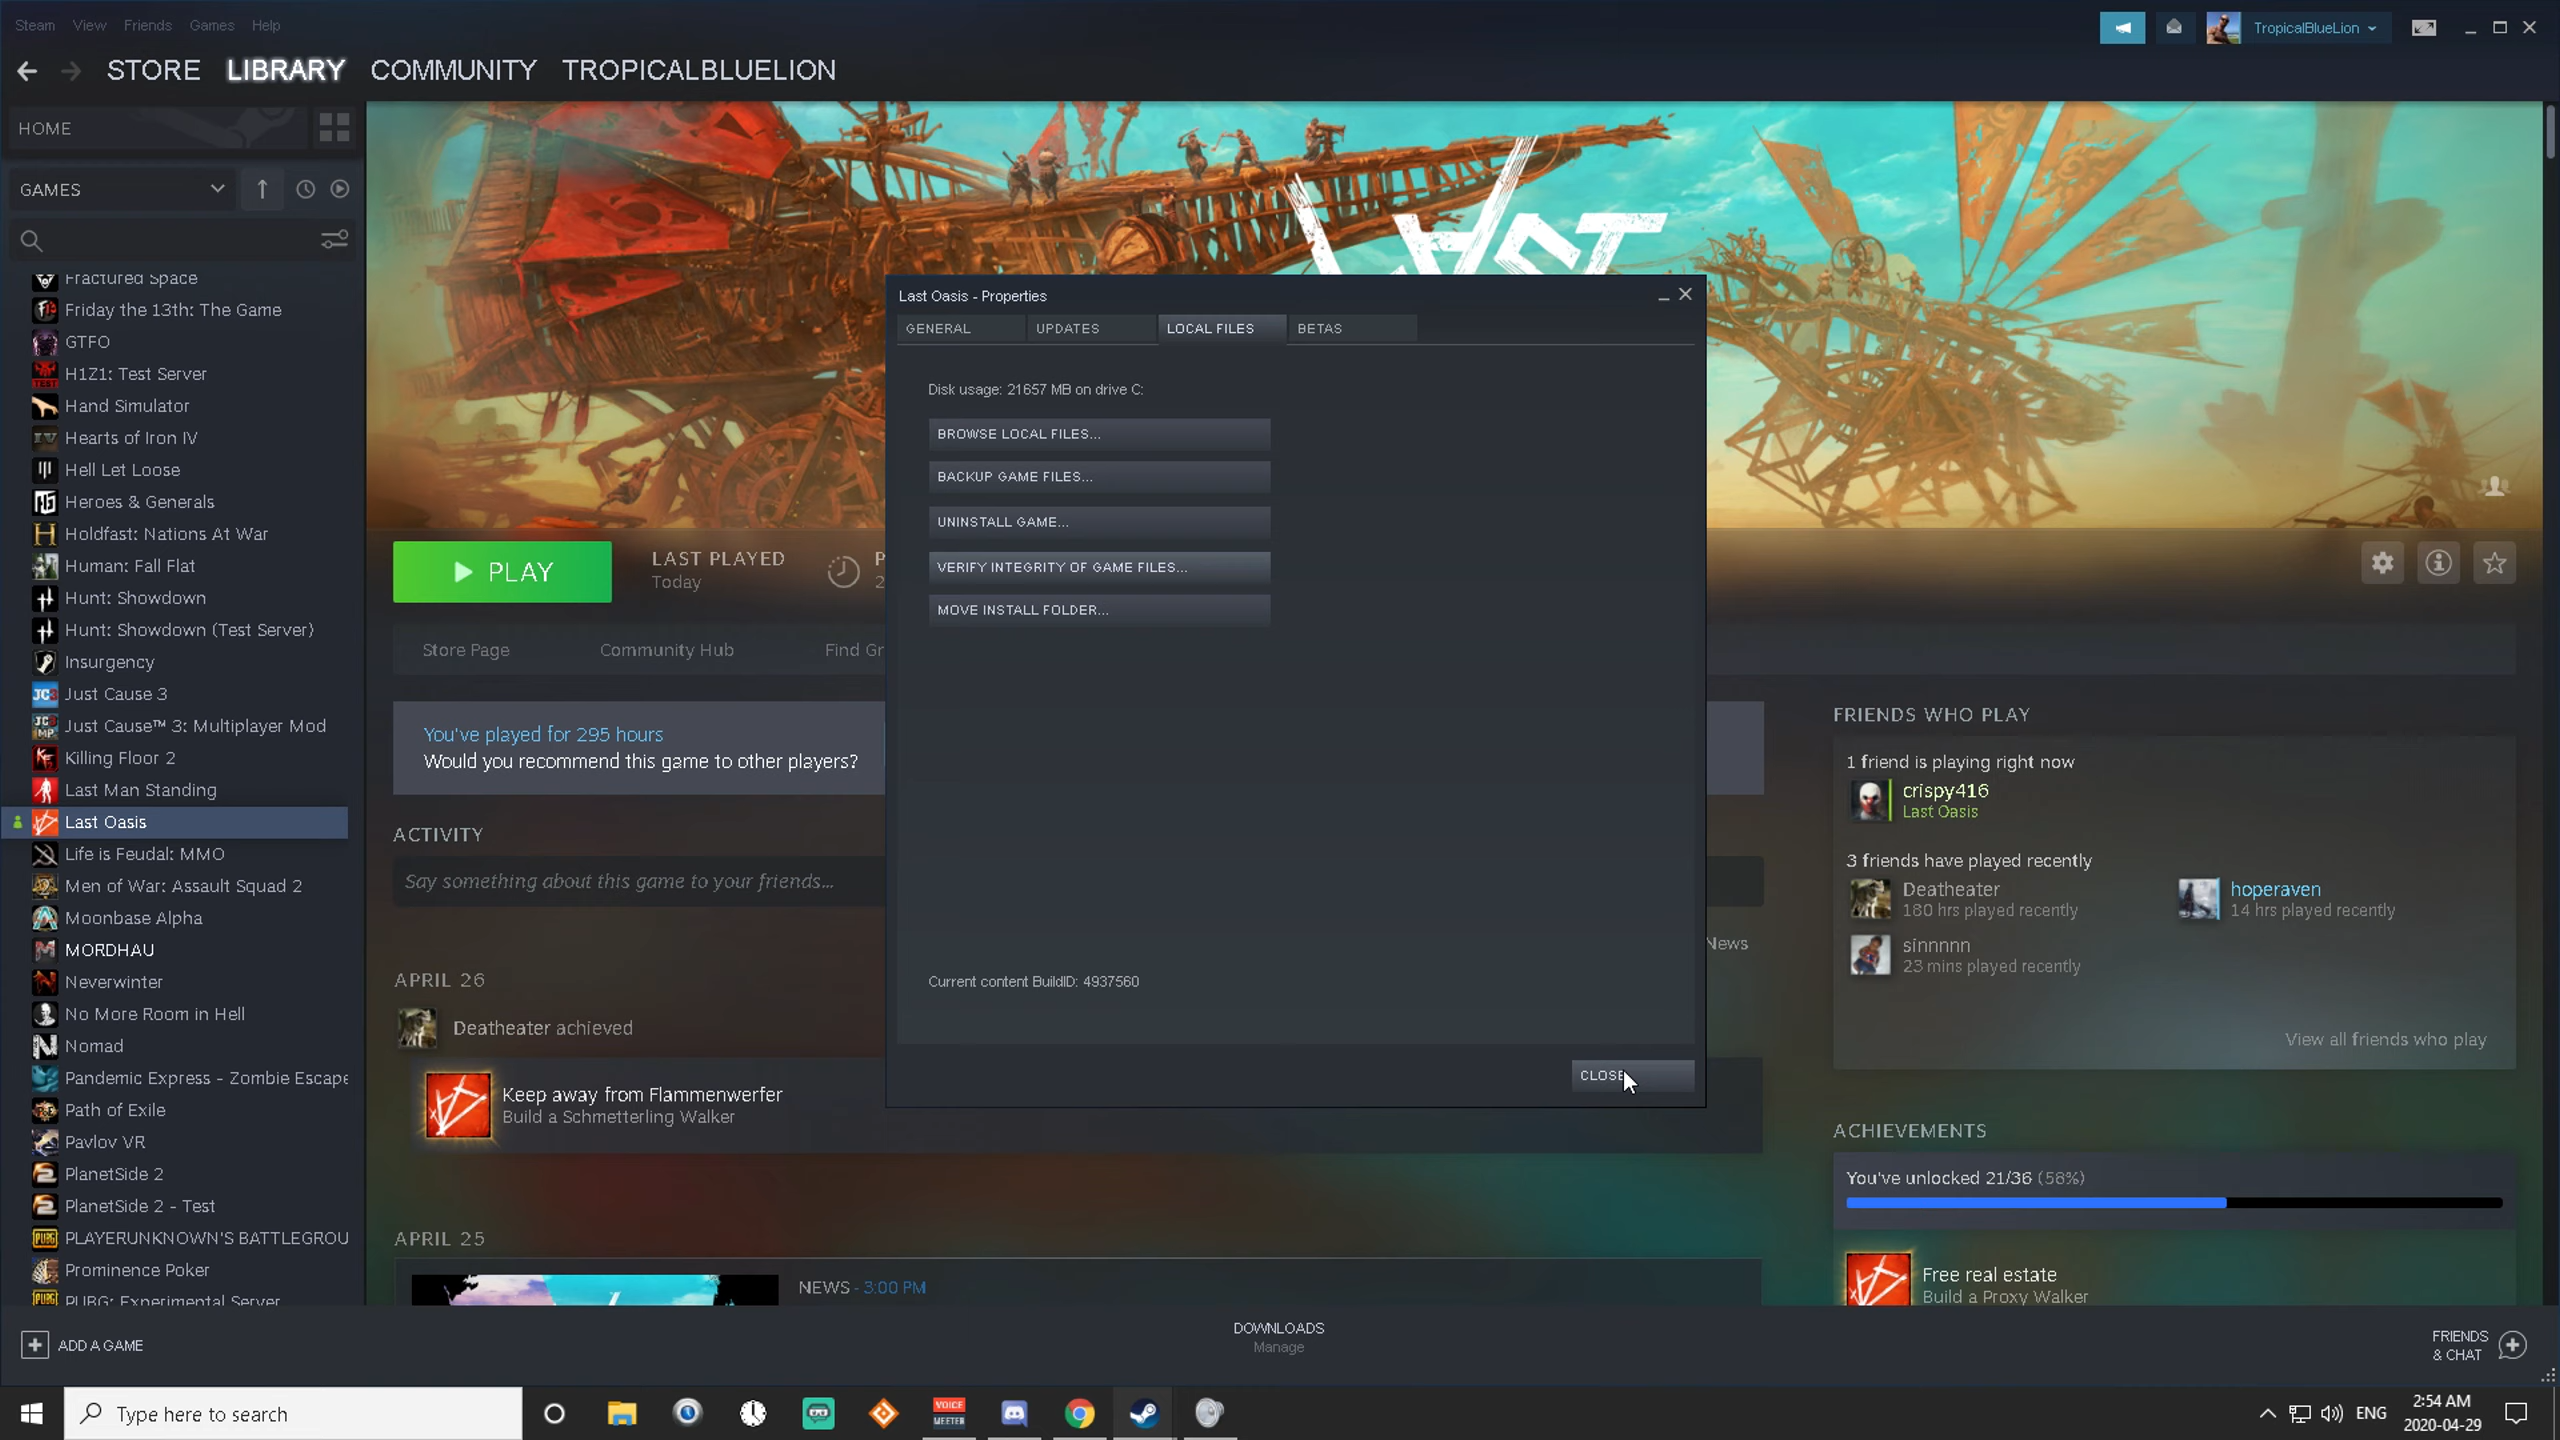 Steam View Friends Games Help
TropicalBlueLion
STORE LIBRARY COMMUNITY TROPICALBLUELION
HOME
GAMES
Fractured Space
Friday the 13th: The Game
GTFO
H1Z1: Test Server
Hand Simulator
Hearts of Iron IV
Hell Let Loose
Heroes & Generals
Holdfast: Nations At War
Human: Fall Flat
Hunt: Showdown
Hunt: Showdown (Test Server)
Insurgency
Just Cause 3
Just Cause™ 3: Multiplayer Mod
Killing Floor 2
Last Man Standing
Last Oasis
Life is Feudal: MMO
Men of War: Assault Squad 2
Moonbase Alpha
MORDHAU
Neverwinter
No More Room in Hell
Nomad
Pandemic Express - Zombie Escape
Path of Exile
Pavlov VR
PlanetSide 2
PlanetSide 2 - Test
PLAYERUNKNOWN'S BATTLEGROU
Prominence Poker
PUBG: Experimental Server
LAST
Last Oasis - Properties
GENERAL UPDATES LOCAL FILES BETAS
Disk usage: 21657 MB on drive C:
BROWSE LOCAL FILES...
BACKUP GAME FILES...
UNINSTALL GAME...
VERIFY INTEGRITY OF GAME FILES...
MOVE INSTALL FOLDER...
Current content BuildID: 4937560
CLOSE
PLAY
LAST PLAYED
Today
P
2
Store Page Community Hub Find Gr
You've played for 295 hours
Would you recommend this game to other players?
ACTIVITY
Say something about this game to your friends...
News
APRIL 26
Deatheater achieved
Keep away from Flammenwerfer
Build a Schmetterling Walker
APRIL 25
NEWS - 3:00 PM
FRIENDS WHO PLAY
1 friend is playing right now
crispy416
Last Oasis
3 friends have played recently
Deatheater
180 hrs played recently
hoperaven
14 hrs played recently
sinnnnn
23 mins played recently
View all friends who play
ACHIEVEMENTS
You've unlocked 21/36 (58%)
Free real estate
Build a Proxy Walker
ADD A GAME
DOWNLOADS
Manage
FRIENDS
& CHAT
Type here to search
VOICE
MEETER
ENG
2:54 AM
2020-04-29